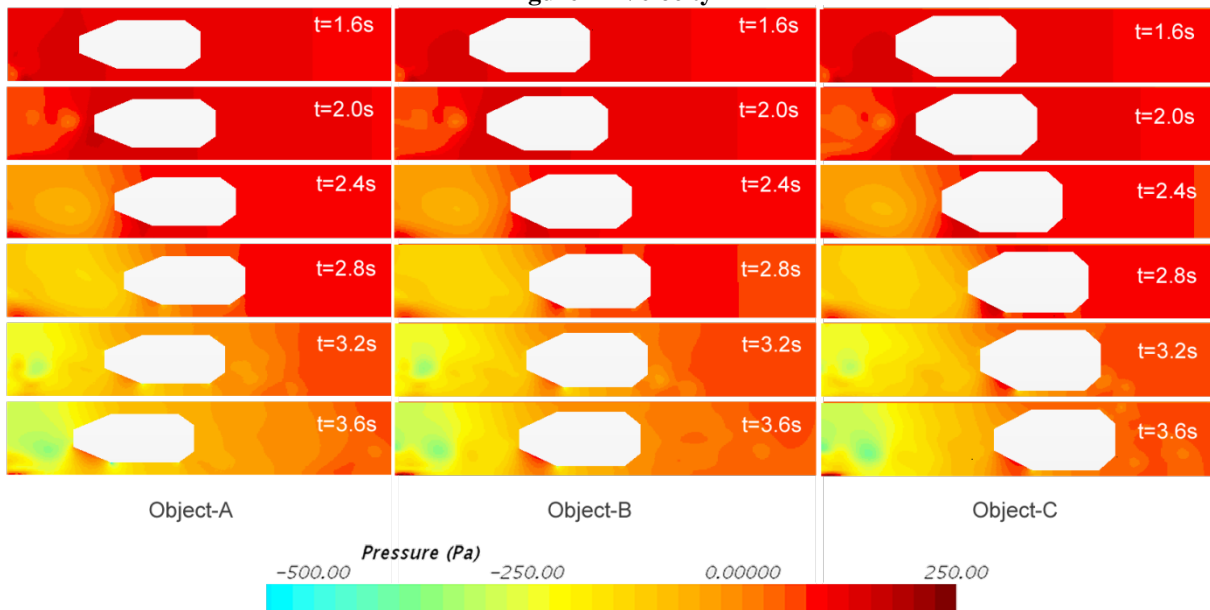 t=1.6s t=1.6s t=1.6s
t=2.0s t=2.0s t=2.0s
t=2.4s t=2.4s t=2.4s
t=2.8s t=2.8s t=2.8s
t=3.2s t=3.2s t=3.2s
t=3.6s t=3.6s t=3.6s
Object-A Object-B Object-C
Pressure (Pa)
-500.00 -250.00 0.00000 250.00